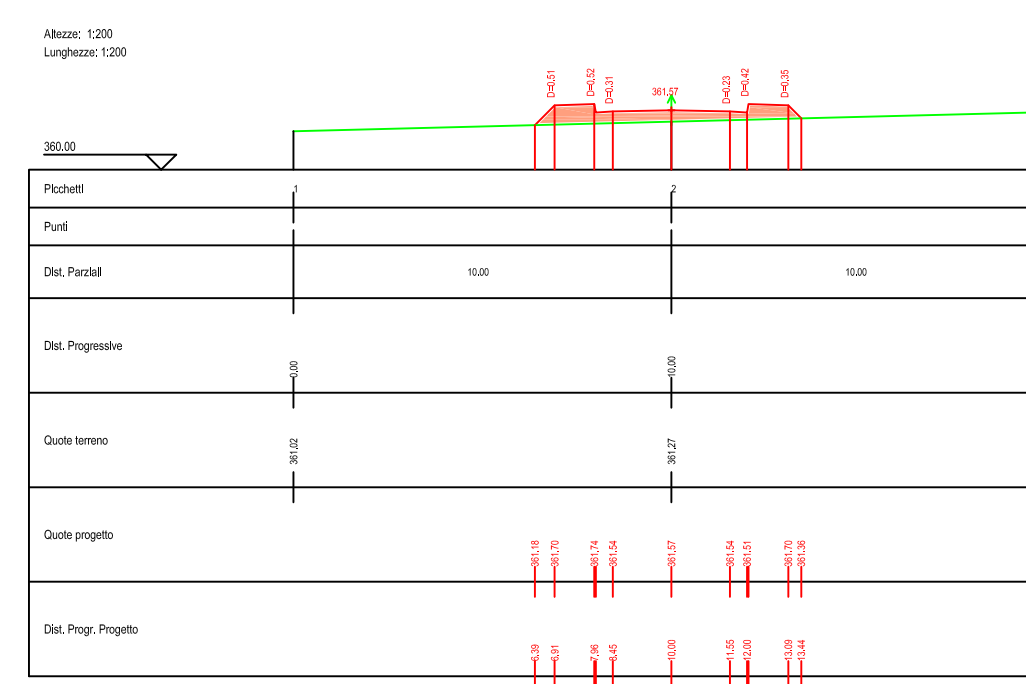 Altezze: 1:200
Lunghezze: 1:200
D=0.51
D=0.52
D=0.31
361.57
D=0.23
D=0.42
D=0.35
360.00
Picchetti
1
2
Punti
Dist. Parziali
10.00
10.00
Dist. Progressive
0.00
10.00
Quote terreno
361.02
361.27
Quote progetto
361.18
361.70
361.74
361.54
361.57
361.54
361.51
361.70
361.36
Dist. Progr. Progetto
6.39
6.91
7.96
8.45
10.00
11.55
12.00
13.09
13.44